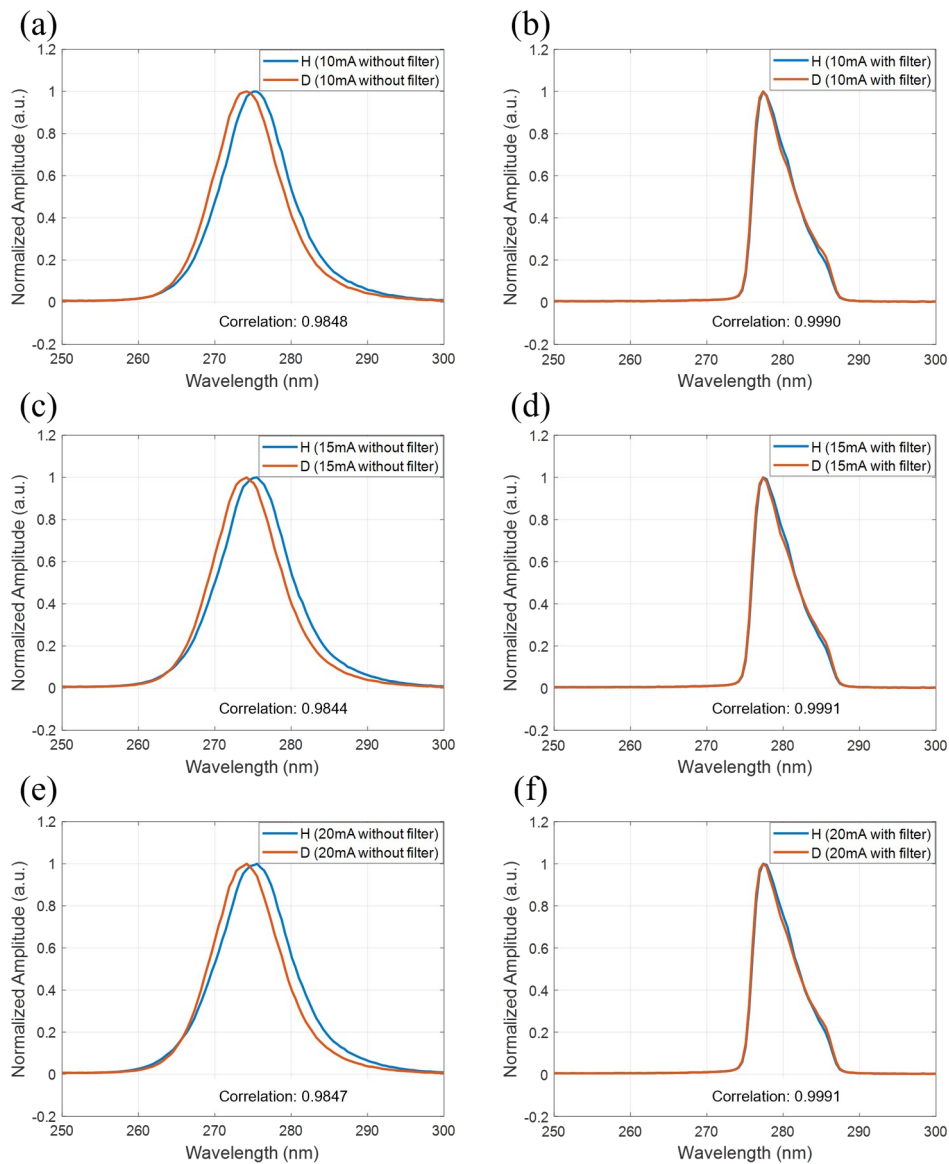 (a)
1.2
1
0.8
0.6
0.4
0.2
0
-0.2
Normalized Amplitude (a.u.)
H (10mA without filter)
D (10mA without filter)
Correlation: 0.9848
250 260 270 280 290 300
Wavelength (nm)
(b)
1.2
1
0.8
0.6
0.4
0.2
0
-0.2
Normalized Amplitude (a.u.)
H (10mA with filter)
D (10mA with filter)
Correlation: 0.9990
250 260 270 280 290 300
Wavelength (nm)
(c)
1.2
1
0.8
0.6
0.4
0.2
0
-0.2
Normalized Amplitude (a.u.)
H (15mA without filter)
D (15mA without filter)
Correlation: 0.9844
250 260 270 280 290 300
Wavelength (nm)
(d)
1.2
1
0.8
0.6
0.4
0.2
0
-0.2
Normalized Amplitude (a.u.)
H (15mA with filter)
D (15mA with filter)
Correlation: 0.9991
250 260 270 280 290 300
Wavelength (nm)
(e)
1.2
1
0.8
0.6
0.4
0.2
0
-0.2
Normalized Amplitude (a.u.)
H (20mA without filter)
D (20mA without filter)
Correlation: 0.9847
250 260 270 280 290 300
Wavelength (nm)
(f)
1.2
1
0.8
0.6
0.4
0.2
0
-0.2
Normalized Amplitude (a.u.)
H (20mA with filter)
D (20mA with filter)
Correlation: 0.9991
250 260 270 280 290 300
Wavelength (nm)